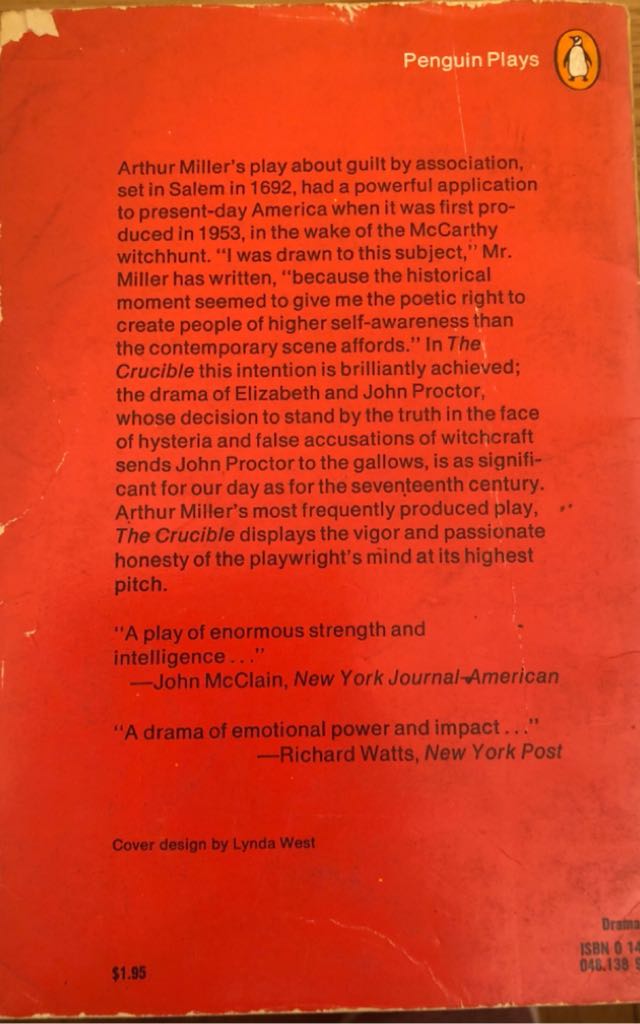 Penguin Plays
Arthur Miller's play about guilt by association,
set in Salem in 1692, had a powerful application
to present-day America when it was first pro-
duced in 1953, in the wake of the McCarthy
witchhunt. "I was drawn to this subject," Mr.
Miller has written, "because the historical
moment seemed to give me the poetic right to
create people of higher self-awareness than
the contemporary scene affords." In The
Crucible this intention is brilliantly achieved;
the drama of Elizabeth and John Proctor,
whose decision to stand by the truth in the face
of hysteria and false accusations of witchcraft
sends John Proctor to the gallows, is as signifi-
cant for our day as for the seventeenth century.
Arthur Miller's most frequently produced play,
The Crucible displays the vigor and passionate
honesty of the playwright's mind at its highest
pitch.
"A play of enormous strength and
intelligence..."
—John McClain, New York Journal-American
"A drama of emotional power and impact..."
—Richard Watts, New York Post
Cover design by Lynda West
Drama
ISBN 0 14
048.138 9
$1.95